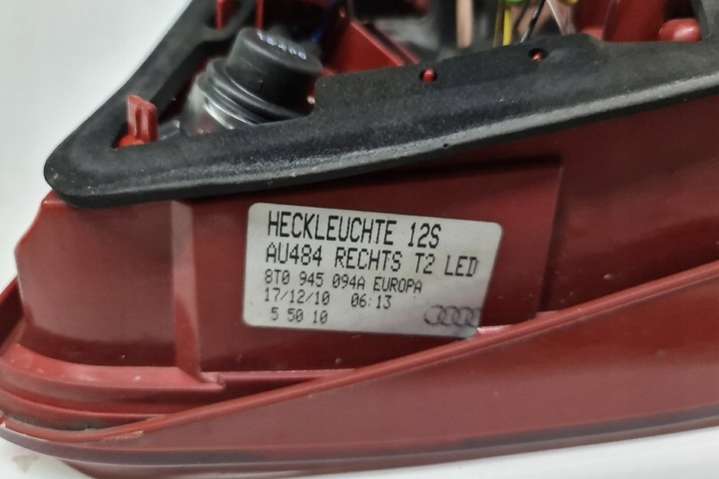 HECKLEUCHTE 12S
AU484 RECHTS T2 LED
8T0 945 094A EUROPA
17/12/10 06:13
5 50 10